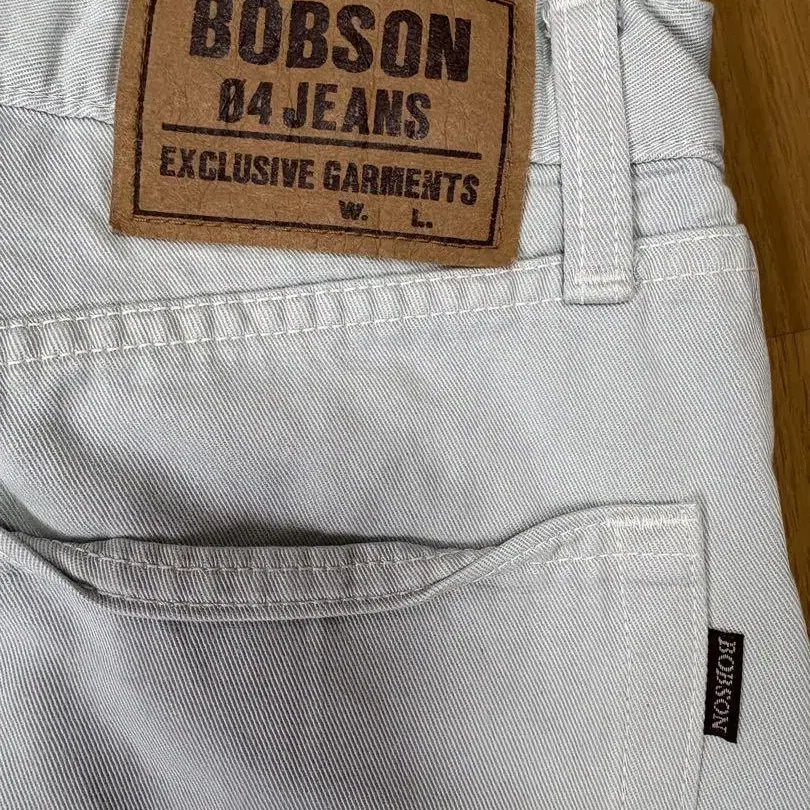 BOBSON
04 JEANS
EXCLUSIVE GARMENTS
W. L.
BOBSON